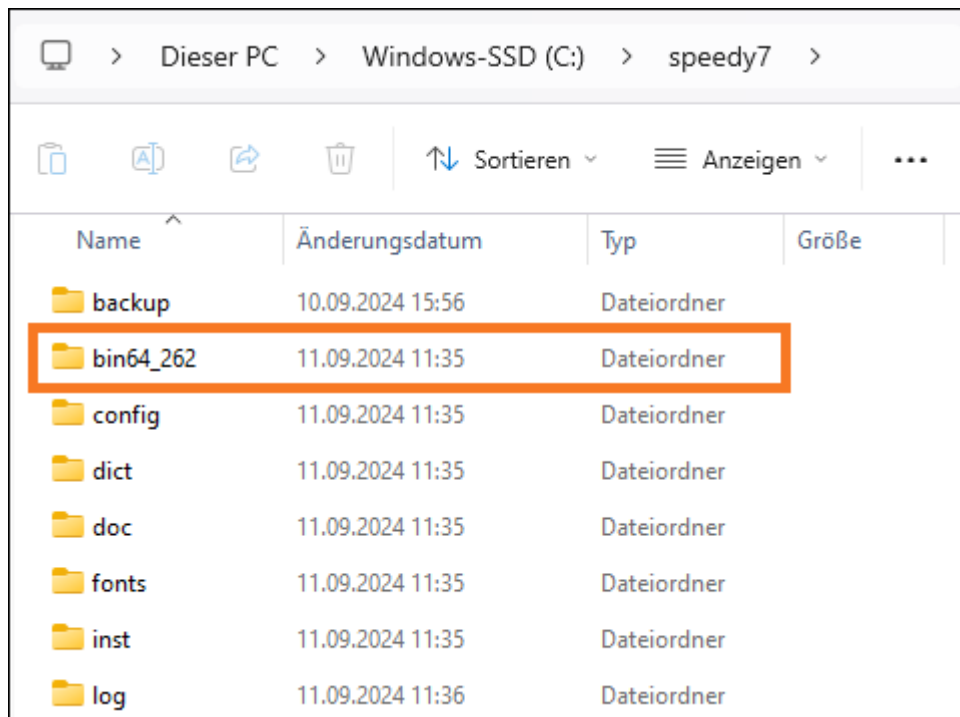 Dieser PC > Windows-SSD (C:) > speedy7 >
A Sortieren Anzeigen ...
Name Änderungsdatum Typ Größe
backup 10.09.2024 15:56 Dateiordner
bin64_262 11.09.2024 11:35 Dateiordner
config 11.09.2024 11:35 Dateiordner
dict 11.09.2024 11:35 Dateiordner
doc 11.09.2024 11:35 Dateiordner
fonts 11.09.2024 11:35 Dateiordner
inst 11.09.2024 11:35 Dateiordner
log 11.09.2024 11:36 Dateiordner